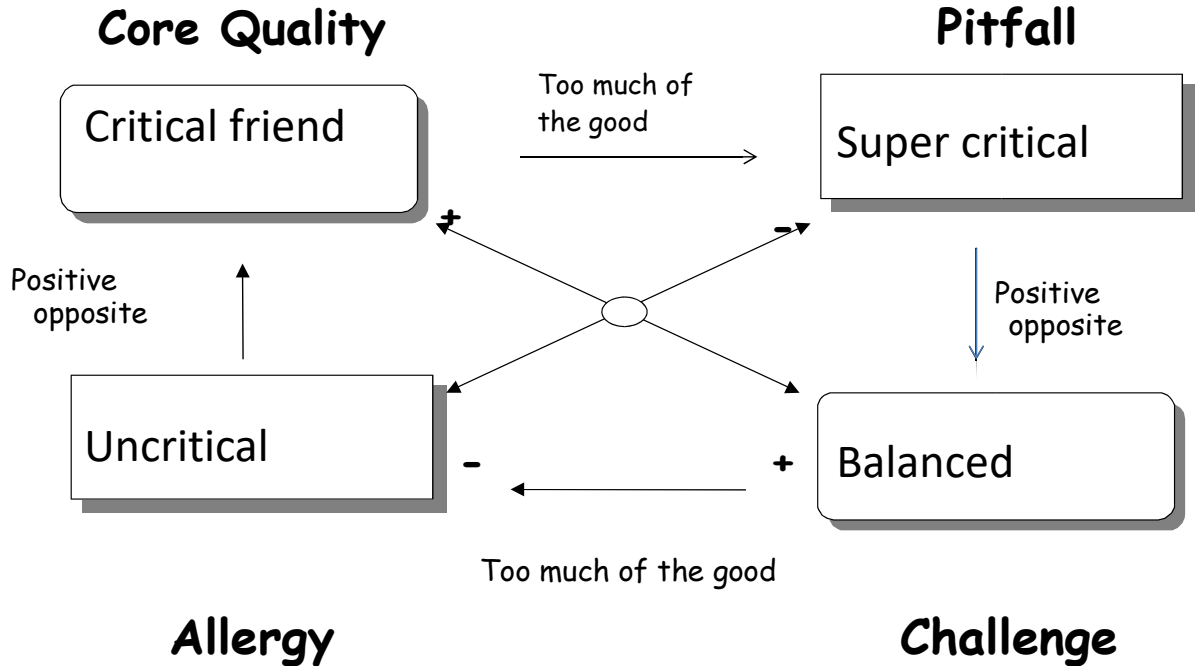 Core Quality
Pitfall
Critical friend
Too much of
the good
Super critical
+
-
Positive
opposite
Positive
opposite
Uncritical
-
+
Balanced
Too much of the good
Allergy
Challenge